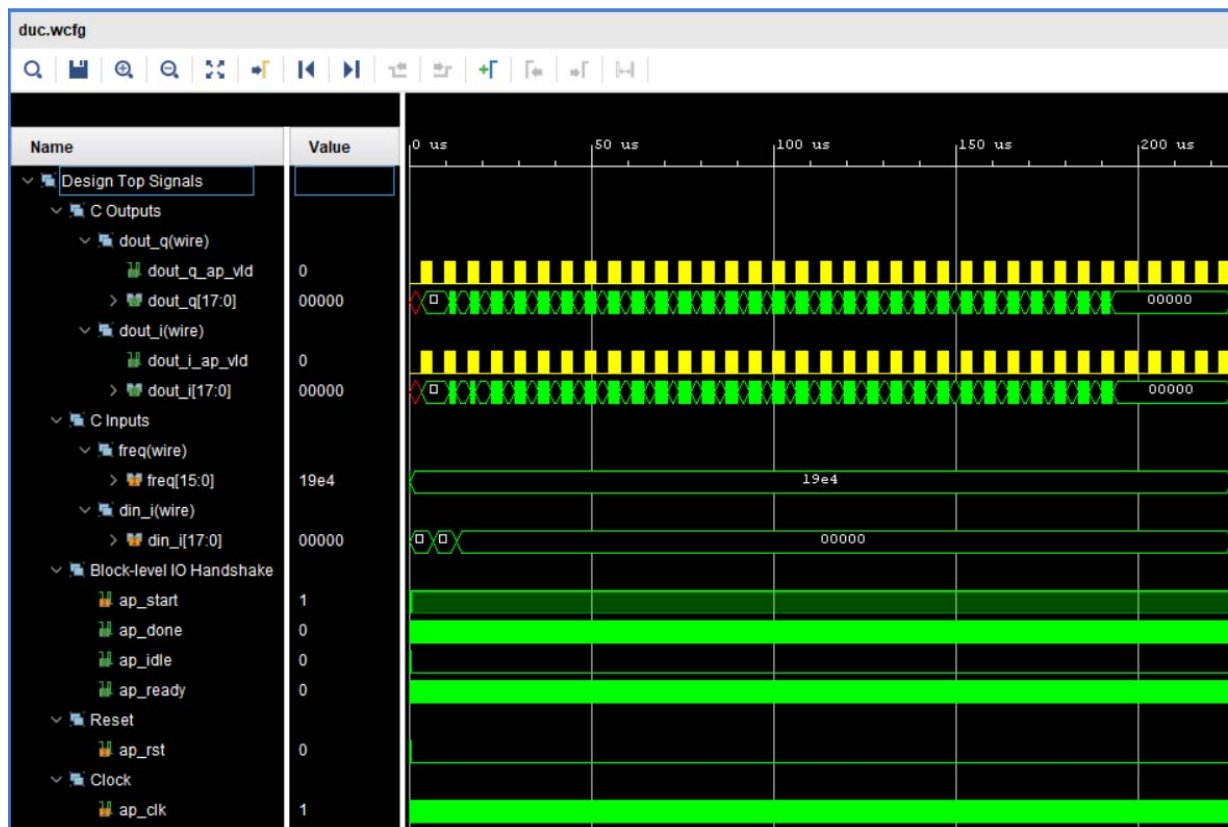 duc.wcfg
Name Value
0 us 50 us 100 us 150 us 200 us
Design Top Signals
C Outputs
dout_q(wire)
dout_q_ap_vld 0
dout_q[17:0] 00000 00000
dout_i(wire)
dout_i_ap_vld 0
dout_i[17:0] 00000 00000
C Inputs
freq(wire)
freq[15:0] 19e4 19e4
din_i(wire)
din_i[17:0] 00000 00000
Block-level IO Handshake
ap_start 1
ap_done 0
ap_idle 0
ap_ready 0
Reset
ap_rst 0
Clock
ap_clk 1